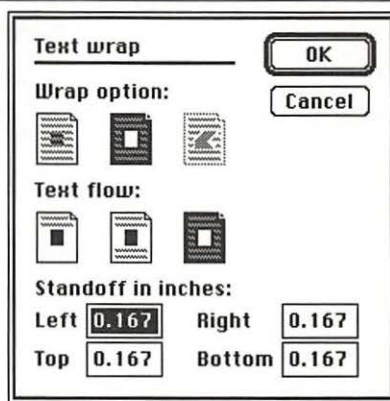 Text wrap
OK
Wrap option:
Cancel
Text flow:
Standoff in inches:
Left 0.167 Right 0.167
Top 0.167 Bottom 0.167